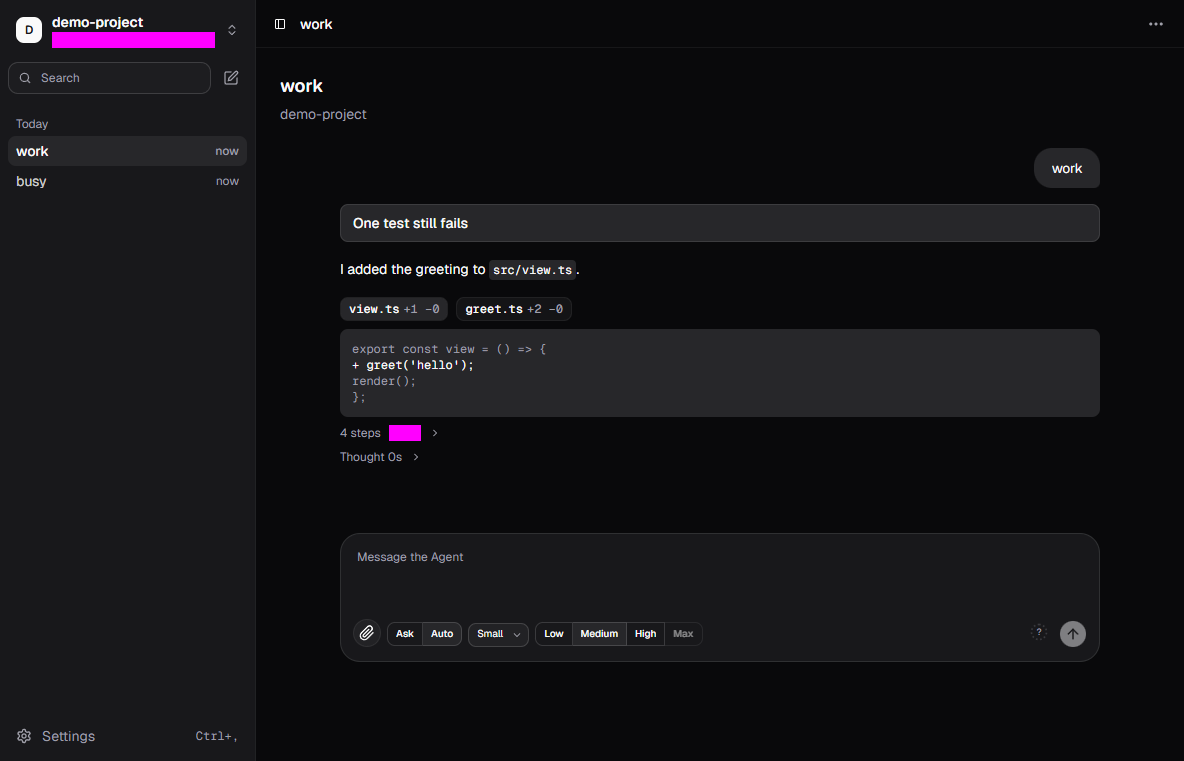 D
demo-project
Search
Today
work now
busy now
Settings Ctrl+,
work
work
demo-project
work
One test still fails
I added the greeting to src/view.ts.
view.ts +1 −0 greet.ts +2 −0
export const view = () => {
+ greet('hello');
render();
};
4 steps
Thought 0s
Message the Agent
Ask Auto Small Low Medium High Max ?